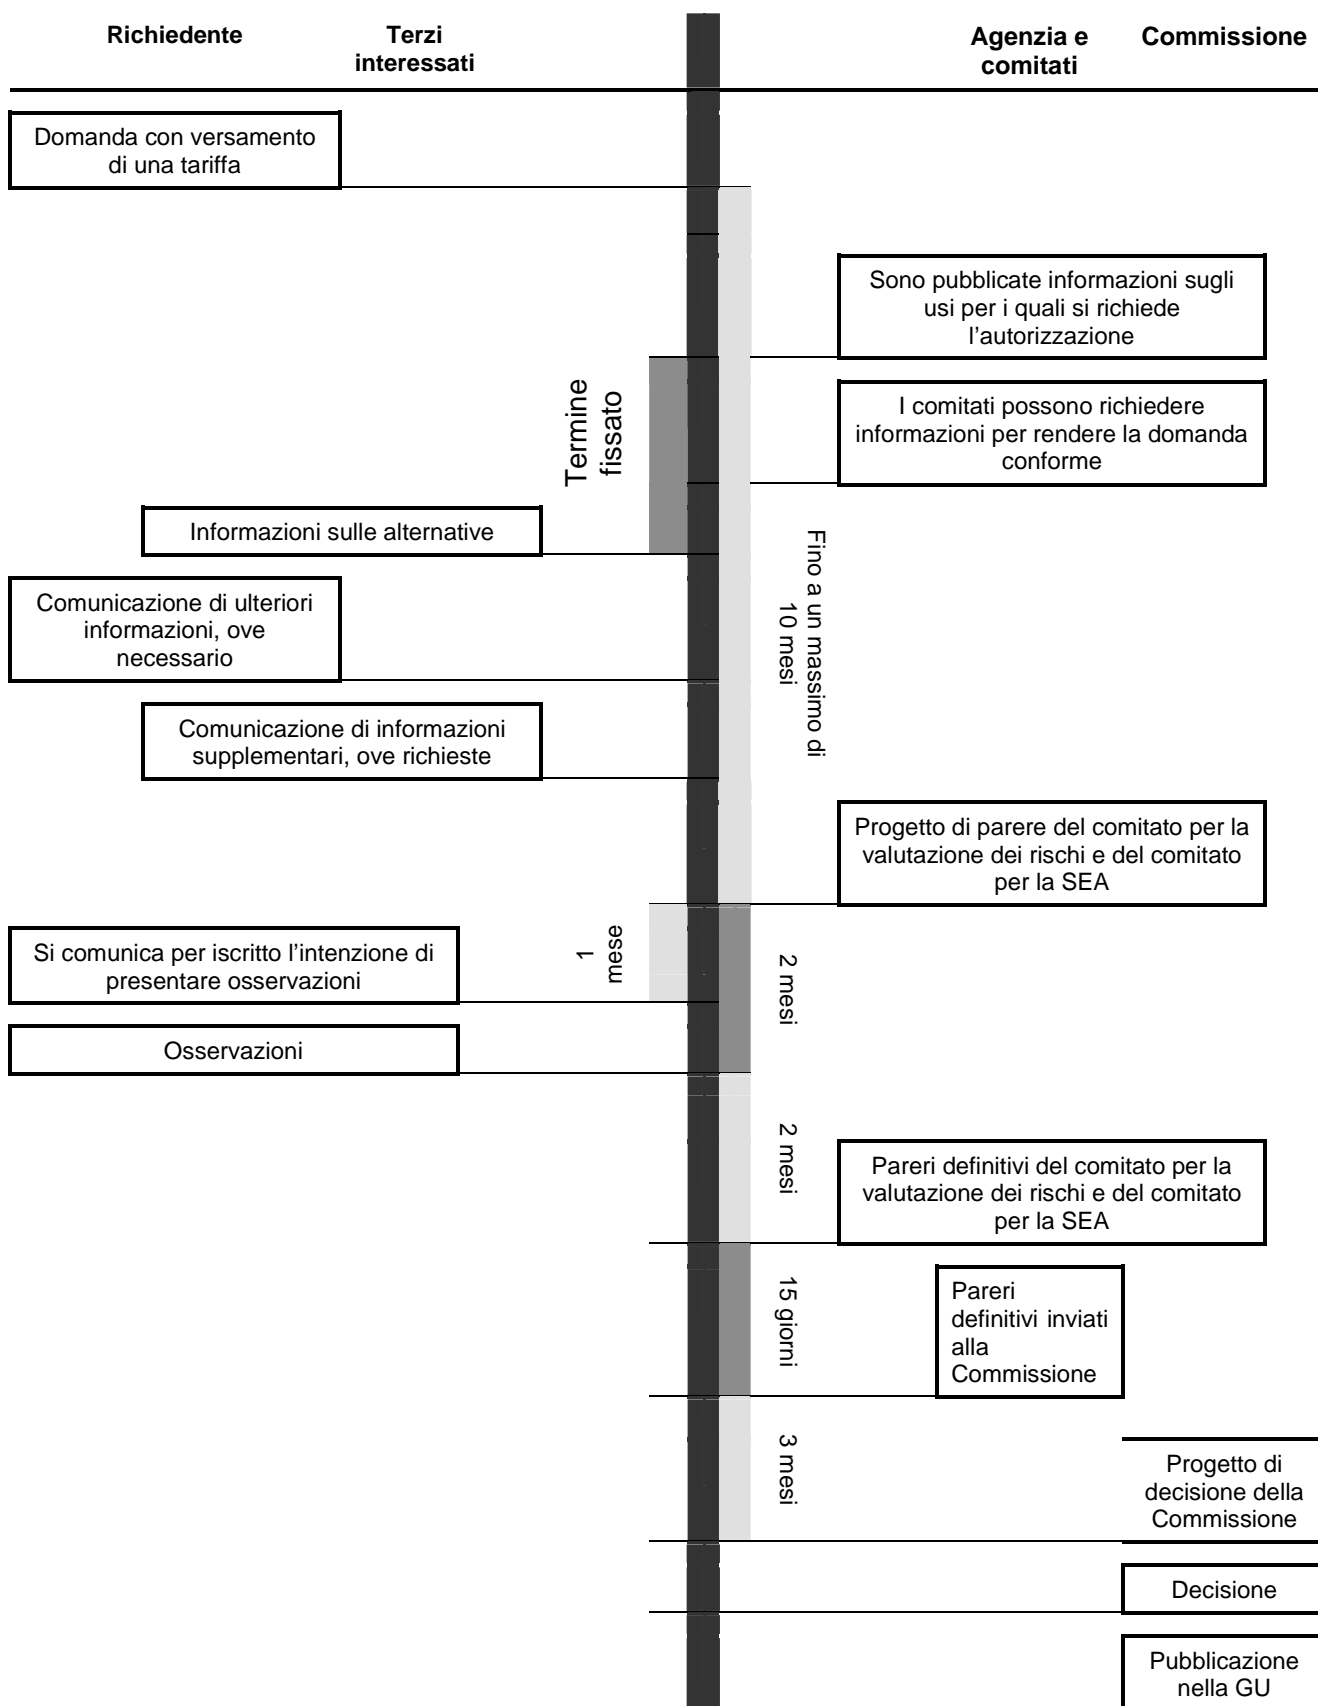 Richiedente
Terzi
interessati
Agenzia e
comitati
Commissione
Domanda con versamento
di una tariffa
Sono pubblicate informazioni sugli
usi per i quali si richiede
l’autorizzazione
Termine
fissato
I comitati possono richiedere
informazioni per rendere la domanda
conforme
Informazioni sulle alternative
Fino a un massimo di
10 mesi
Comunicazione di ulteriori
informazioni, ove
necessario
Comunicazione di informazioni
supplementari, ove richieste
Progetto di parere del comitato per la
valutazione dei rischi e del comitato
per la SEA
Si comunica per iscritto l’intenzione di
presentare osservazioni
1
mese
2 mesi
Osservazioni
2 mesi
Pareri definitivi del comitato per la
valutazione dei rischi e del comitato
per la SEA
15 giorni
Pareri
definitivi inviati
alla
Commissione
3 mesi
Progetto di
decisione della
Commissione
Decisione
Pubblicazione
nella GU